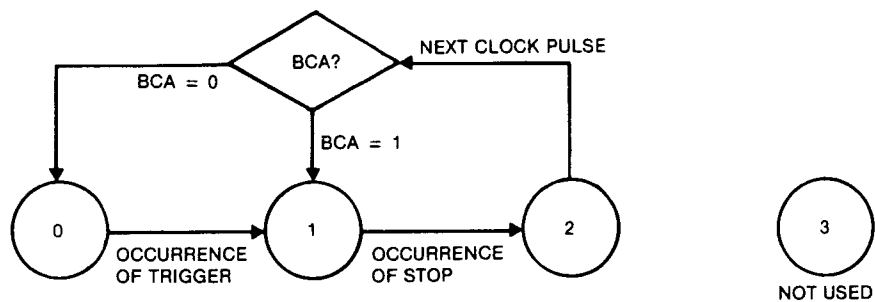 BCA?
NEXT CLOCK PULSE
BCA = 0
BCA = 1
0
1
2
3
OCCURRENCE
OF TRIGGER
OCCURRENCE
OF STOP
NOT USED